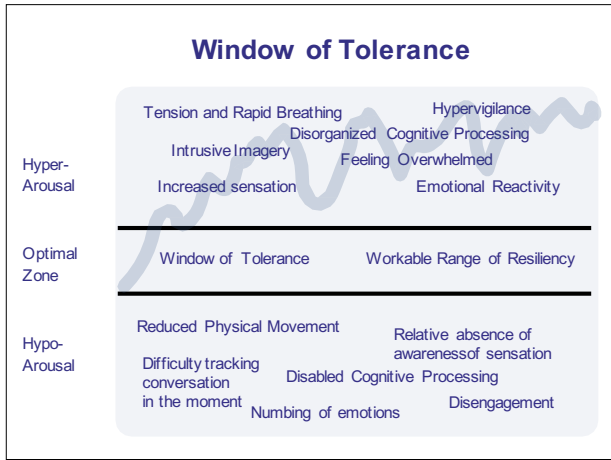 Window of Tolerance
Tension and Rapid Breathing
Hypervigilance
Disorganized Cognitive Processing
Intrusive Imagery
Feeling Overwhelmed
Hyper-
Arousal
Increased sensation
Emotional Reactivity
Optimal
Zone
Window of Tolerance
Workable Range of Resiliency
Hypo-
Arousal
Reduced Physical Movement
Relative absence of
awarenessof sensation
Difficulty tracking
conversation
in the moment
Disabled Cognitive Processing
Numbing of emotions
Disengagement